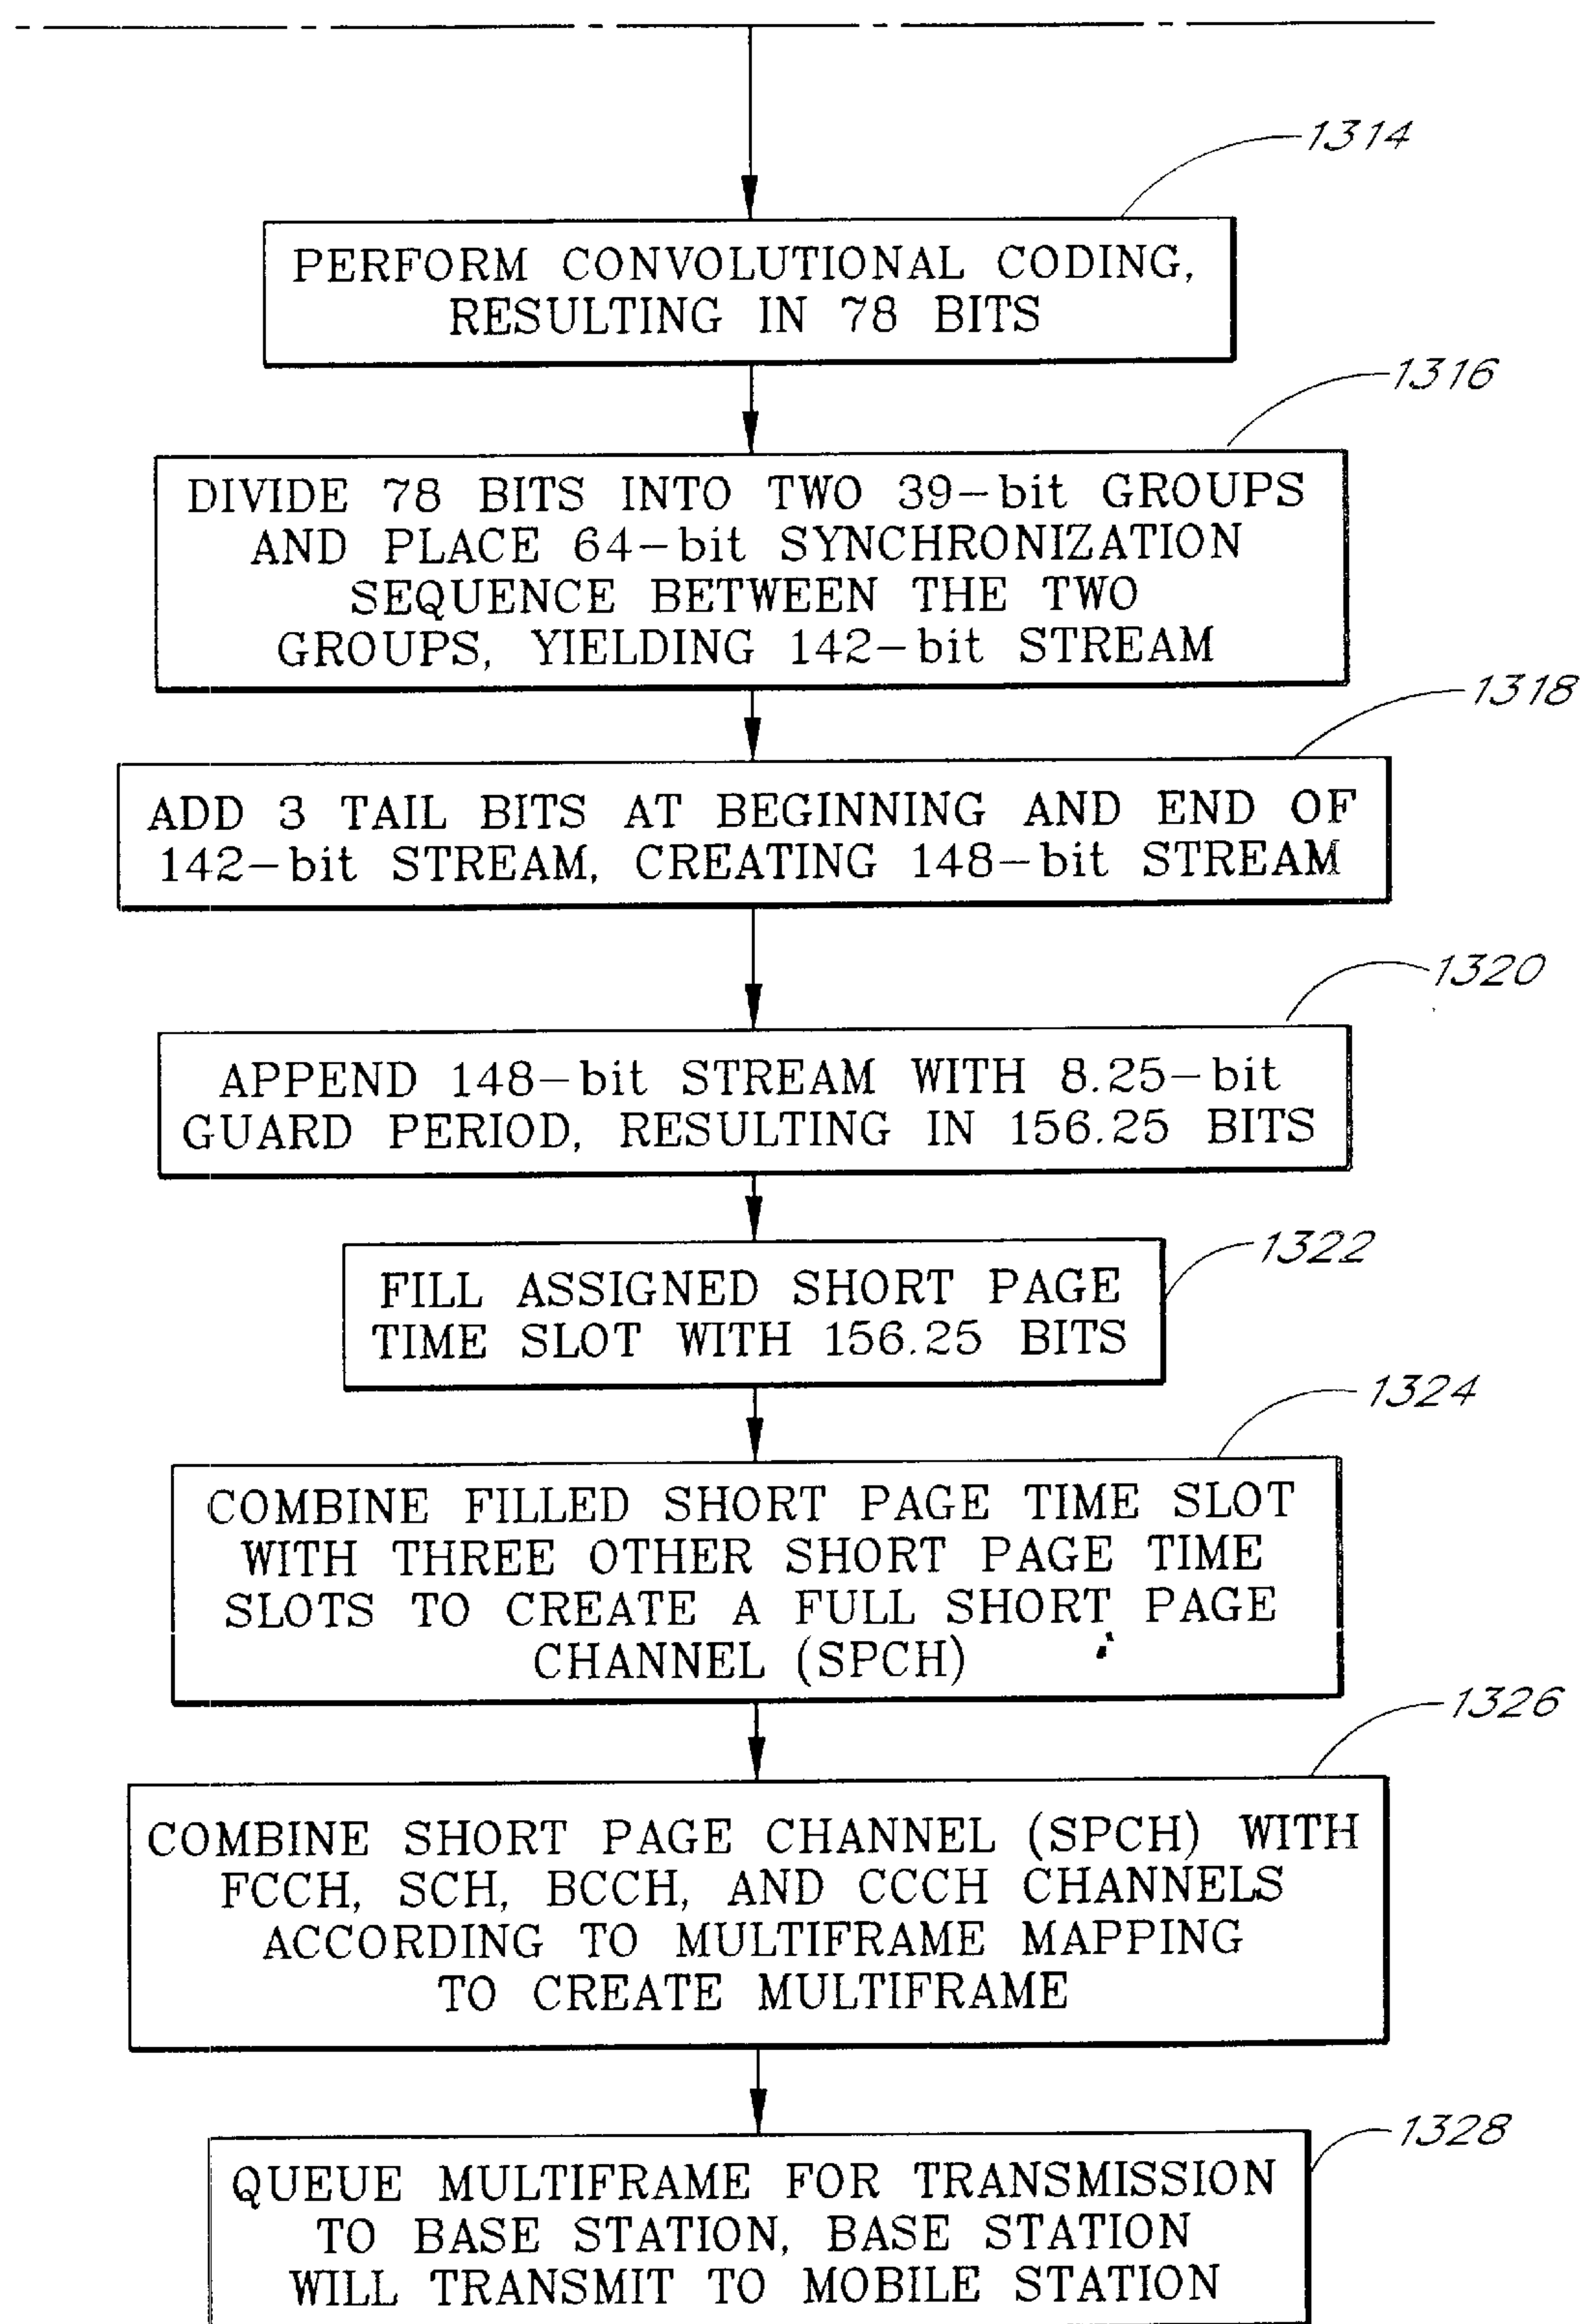 1314
PERFORM CONVOLUTIONAL CODING,
RESULTING IN 78 BITS
1316
DIVIDE 78 BITS INTO TWO 39-bit GROUPS
AND PLACE 64-bit SYNCHRONIZATION
SEQUENCE BETWEEN THE TWO
GROUPS, YIELDING 142-bit STREAM
1318
ADD 3 TAIL BITS AT BEGINNING AND END OF
142-bit STREAM, CREATING 148-bit STREAM
1320
APPEND 148-bit STREAM WITH 8.25-bit
GUARD PERIOD, RESULTING IN 156.25 BITS
1322
FILL ASSIGNED SHORT PAGE
TIME SLOT WITH 156.25 BITS
1324
COMBINE FILLED SHORT PAGE TIME SLOT
WITH THREE OTHER SHORT PAGE TIME
SLOTS TO CREATE A FULL SHORT PAGE
CHANNEL (SPCH)
1326
COMBINE SHORT PAGE CHANNEL (SPCH) WITH
FCCH, SCH, BCCH, AND CCCH CHANNELS
ACCORDING TO MULTIFRAME MAPPING
TO CREATE MULTIFRAME
1328
QUEUE MULTIFRAME FOR TRANSMISSION
TO BASE STATION, BASE STATION
WILL TRANSMIT TO MOBILE STATION